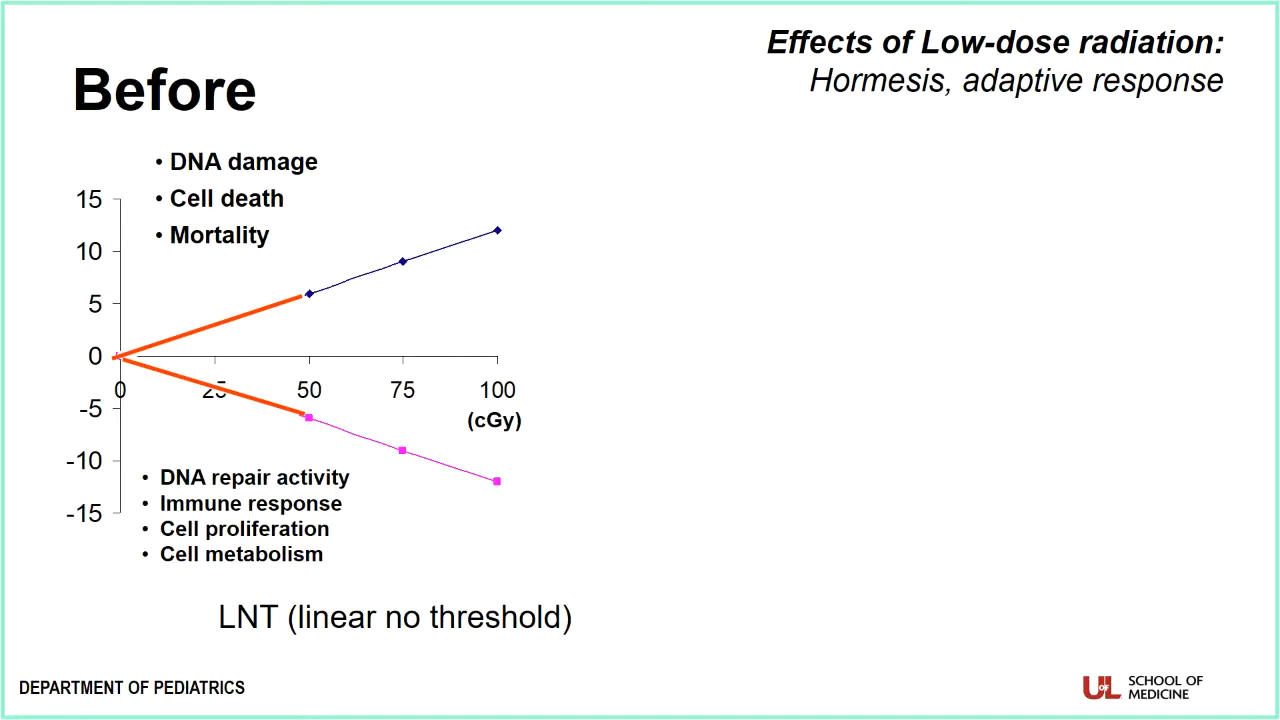 Effects of Low-dose radiation:
Hormesis, adaptive response
Before
• DNA damage
• Cell death
• Mortality
15
10
5
0
-5
-10
-15
0 25 50 75 100
(cGy)
• DNA repair activity
• Immune response
• Cell proliferation
• Cell metabolism
LNT (linear no threshold)
DEPARTMENT OF PEDIATRICS
UofL
SCHOOL OF
MEDICINE